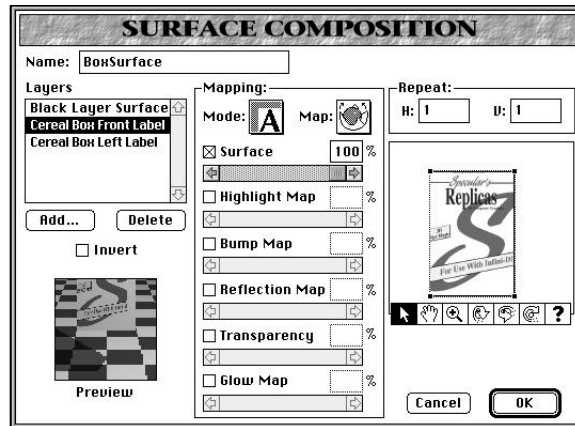 SURFACE COMPOSITION
Name: BoxSurface
Layers
Black Layer Surface
Cereal Box Front Label
Cereal Box Left Label
Add... Delete
Invert
Preview
Mapping:
Mode: A Map:
Surface 100 %
Highlight Map %
Bump Map %
Reflection Map %
Transparency %
Glow Map %
Repeat:
H: 1 V: 1
Specular's
Replicas
S
For Use With Infini-D!
?
Cancel OK